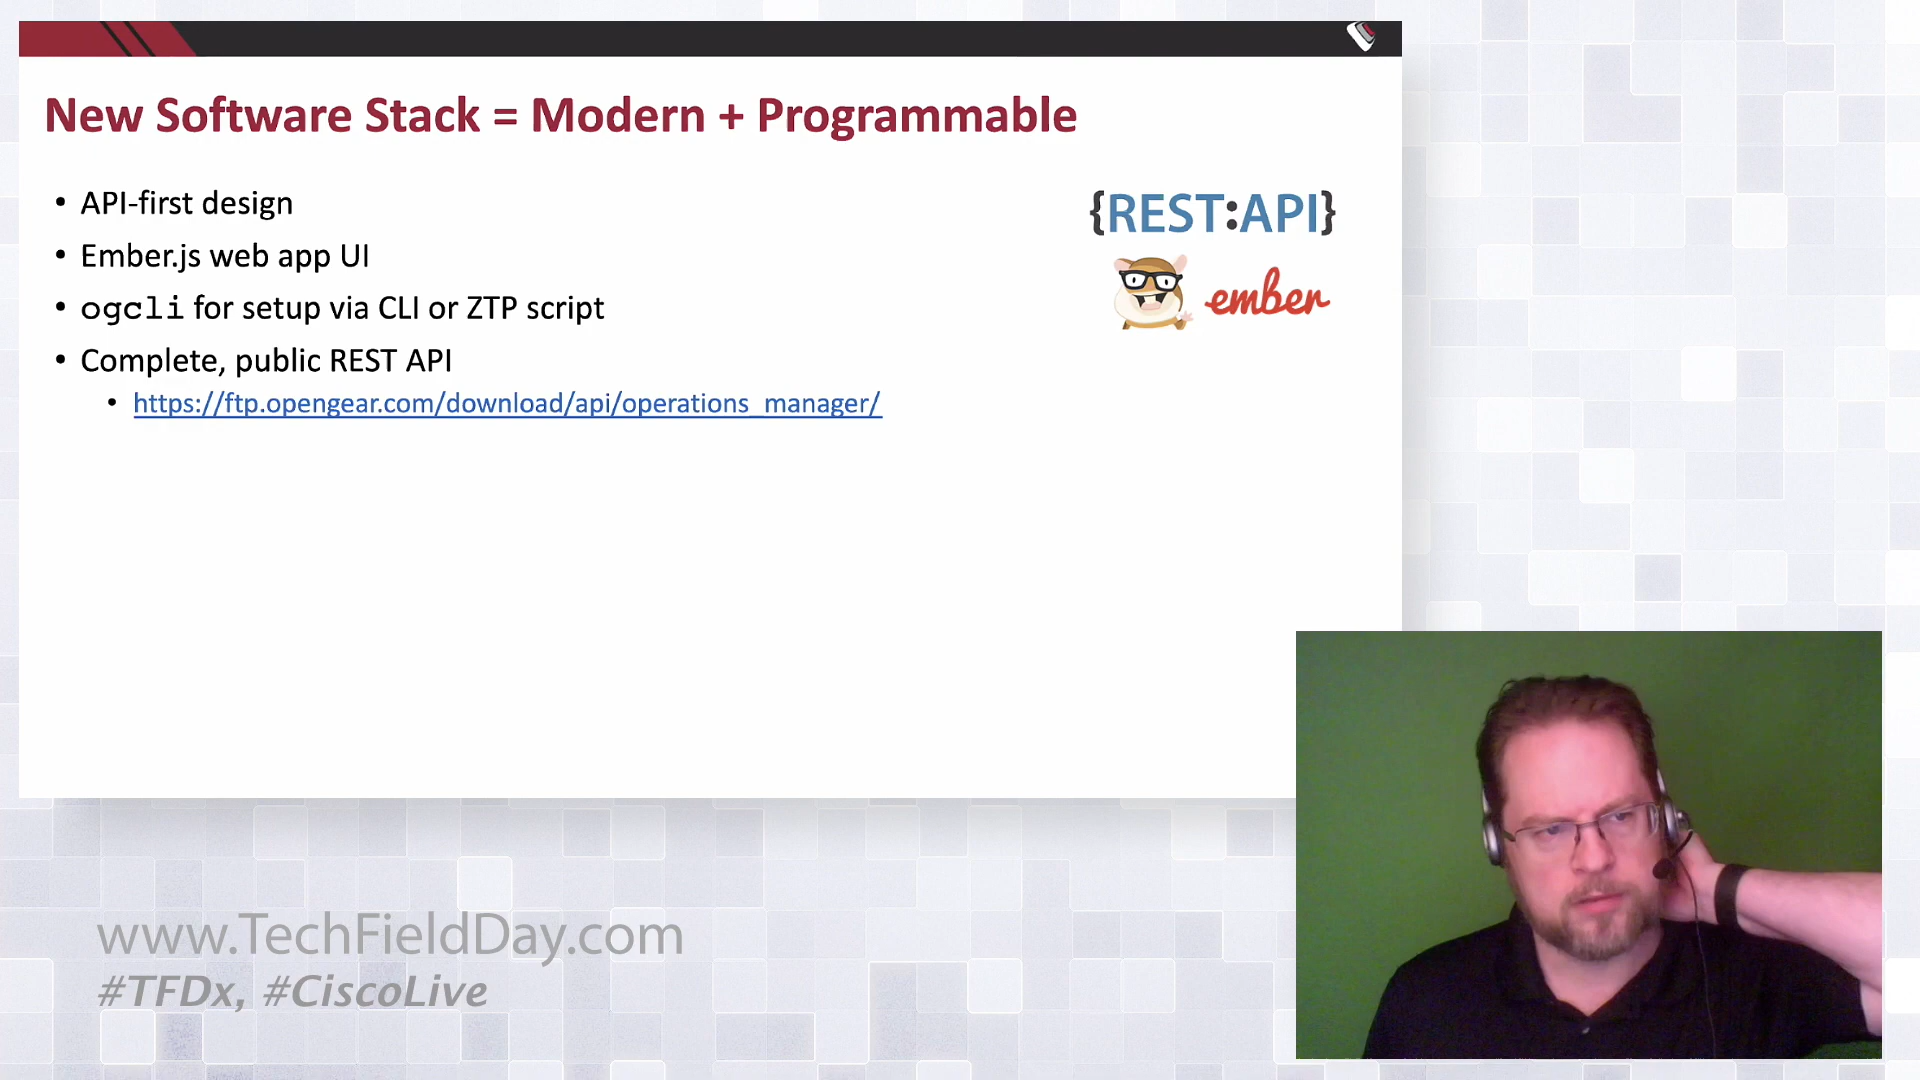 New Software Stack = Modern + Programmable
• API-first design
• Ember.js web app UI
• ogcli for setup via CLI or ZTP script
• Complete, public REST API
• https://ftp.opengear.com/download/api/operations_manager/
{REST:API}
ember
www.TechFieldDay.com
#TFDx, #CiscoLive